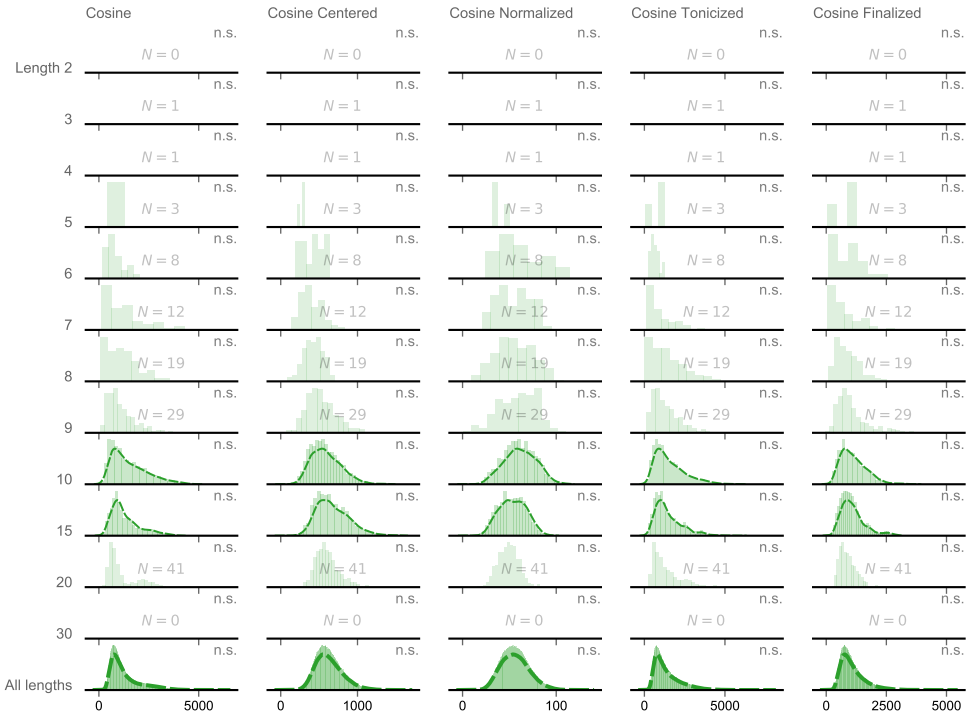 Cosine Cosine Centered Cosine Normalized Cosine Tonicized Cosine Finalized
n.s. n.s. n.s. n.s. n.s.
Length 2 N = 0 N = 0 N = 0 N = 0 N = 0
n.s. n.s. n.s. n.s. n.s.
3 N = 1 N = 1 N = 1 N = 1 N = 1
n.s. n.s. n.s. n.s. n.s.
4 N = 1 N = 1 N = 1 N = 1 N = 1
n.s. n.s. n.s. n.s. n.s.
5 N = 3 N = 3 N = 3 N = 3 N = 3
n.s. n.s. n.s. n.s. n.s.
6 N = 8 N = 8 N = 8 N = 8 N = 8
n.s. n.s. n.s. n.s. n.s.
7 N = 12 N = 12 N = 12 N = 12 N = 12
n.s. n.s. n.s. n.s. n.s.
8 N = 19 N = 19 N = 19 N = 19 N = 19
n.s. n.s. n.s. n.s. n.s.
9 N = 29 N = 29 N = 29 N = 29 N = 29
n.s. n.s. n.s. n.s. n.s.
10
n.s. n.s. n.s. n.s. n.s.
15
n.s. n.s. n.s. n.s. n.s.
20 N = 41 N = 41 N = 41 N = 41 N = 41
n.s. n.s. n.s. n.s. n.s.
30 N = 0 N = 0 N = 0 N = 0 N = 0
n.s. n.s. n.s. n.s. n.s.
All lengths
0 5000 0 1000 0 100 0 5000 0 2500 5000